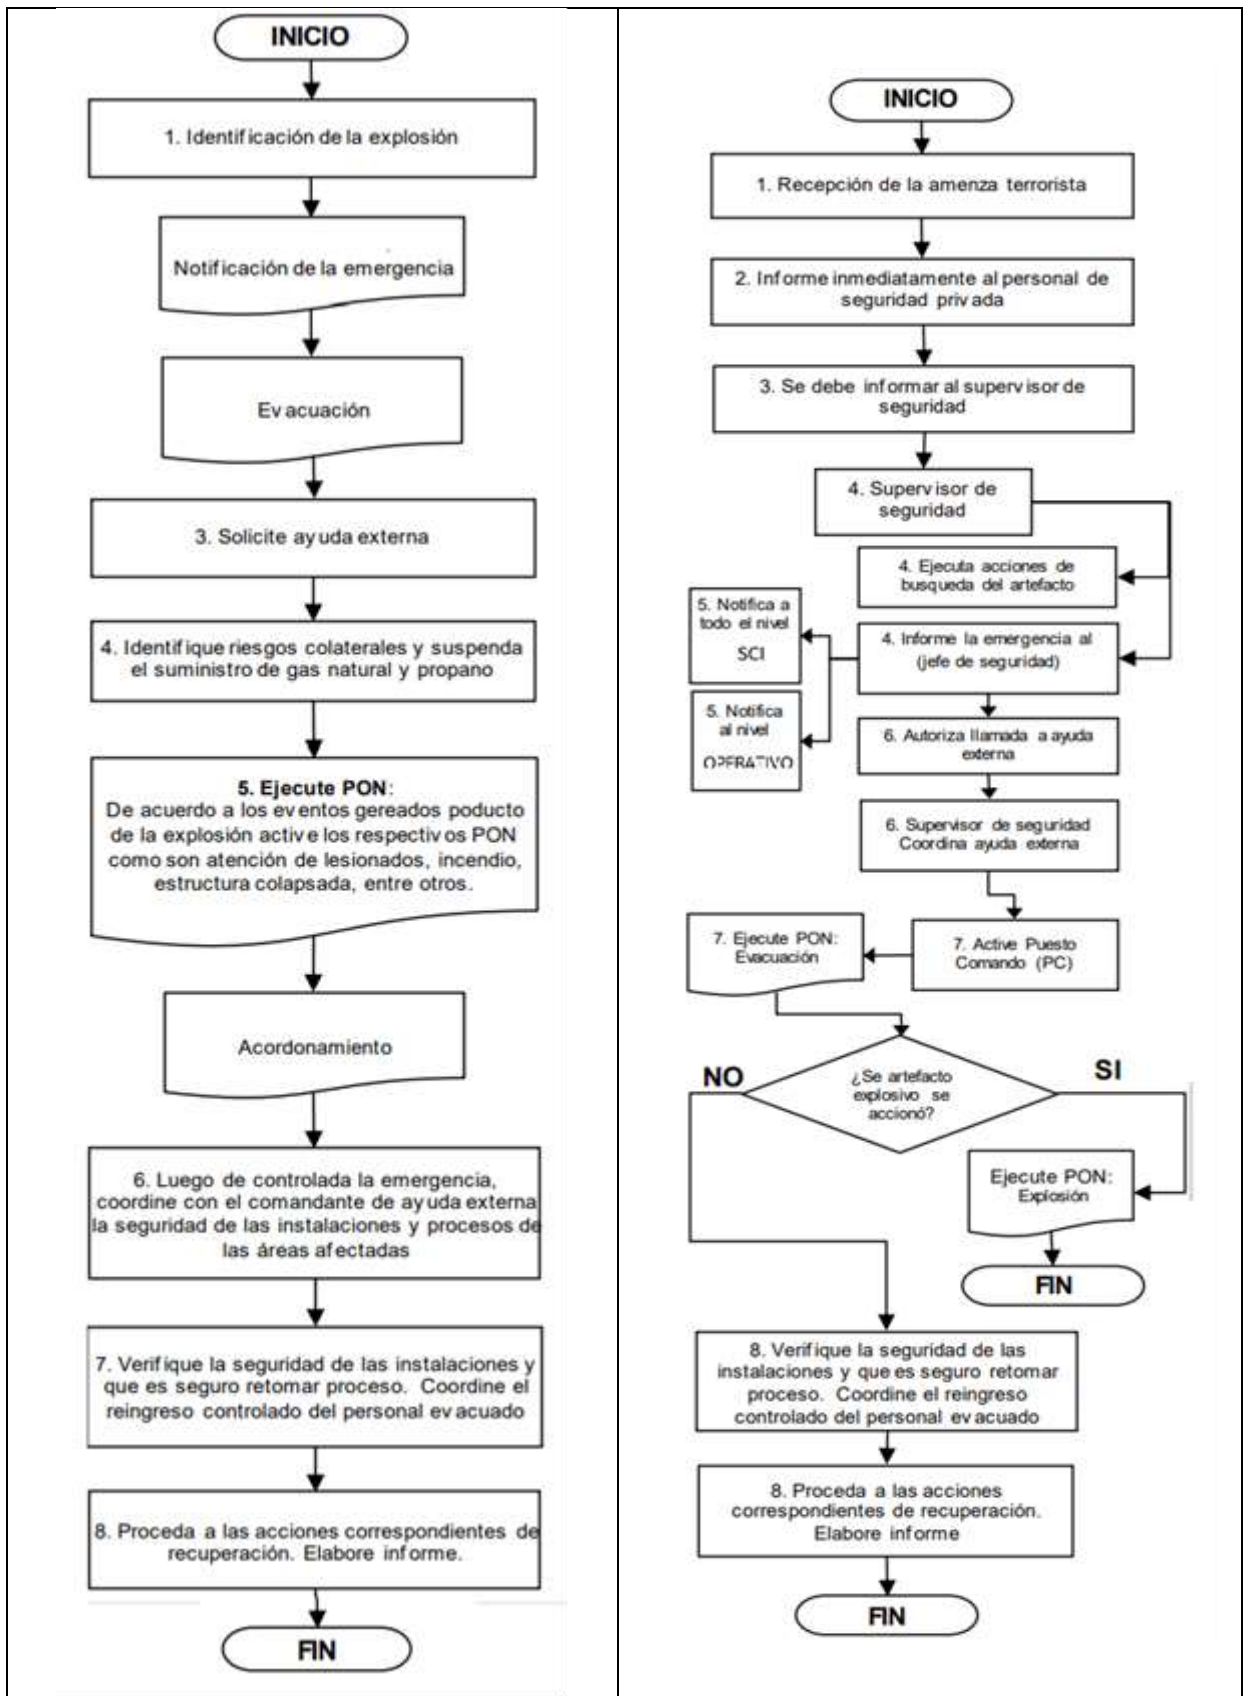 INICIO
1. Identificación de la explosión
Notificación de la emergencia
Evacuación
3. Solicite ayuda externa
4. Identifique riesgos colaterales y suspenda
el suministro de gas natural y propano
5. Ejecute PON:
De acuerdo a los eventos gereados poducto
de la explosión active los respectivos PON
como son atención de lesionados, incendio,
estructura colapsada, entre otros.
Acordonamiento
6. Luego de controlada la emergencia,
coordine con el comandante de ayuda externa
la seguridad de las instalaciones y procesos de
las áreas afectadas
7. Verifique la seguridad de las instalaciones y
que es seguro retomar proceso. Coordine el
reingreso controlado del personal evacuado
8. Proceda a las acciones correspondientes de
recuperación. Elabore informe.
FIN
INICIO
1. Recepción de la amenza terrorista
2. Informe inmediatamente al personal de
seguridad privada
3. Se debe informar al supervisor de
seguridad
4. Supervisor de
seguridad
4. Ejecuta acciones de
busqueda del artefacto
4. Informe la emergencia al
(jefe de seguridad)
5. Notifica a
todo el nivel
SCI
5. Notifica
al nivel
OPERATIVO
6. Autoriza llamada a ayuda
externa
6. Supervisor de seguridad
Coordina ayuda externa
7. Active Puesto
Comando (PC)
7. Ejecute PON:
Evacuación
¿Se artefacto
explosivo se
accionó?
NO
SI
Ejecute PON:
Explosión
FIN
8. Verifique la seguridad de las
instalaciones y que es seguro retomar
proceso. Coordine el reingreso
controlado del personal evacuado
8. Proceda a las acciones
correspondientes de recuperación.
Elabore informe
FIN